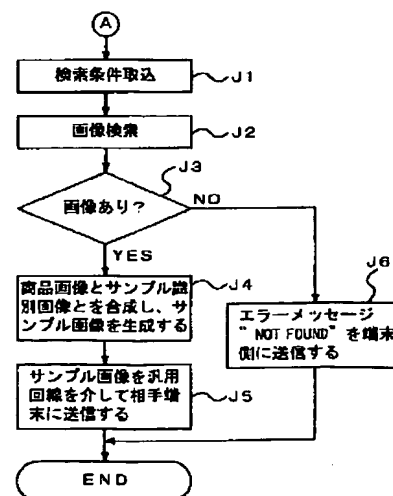 A
検索条件取込
J1
画像検索
J2
J3
画像あり?
NO
YES
商品画像とサンプル識
別画像とを合成し、サ
ンプル画像を生成する
J4
J6
エラーメッセージ
"NOT FOUND"を端末
側に送信する
サンプル画像を汎用
回線を介して相手端
末に送信する
J5
END